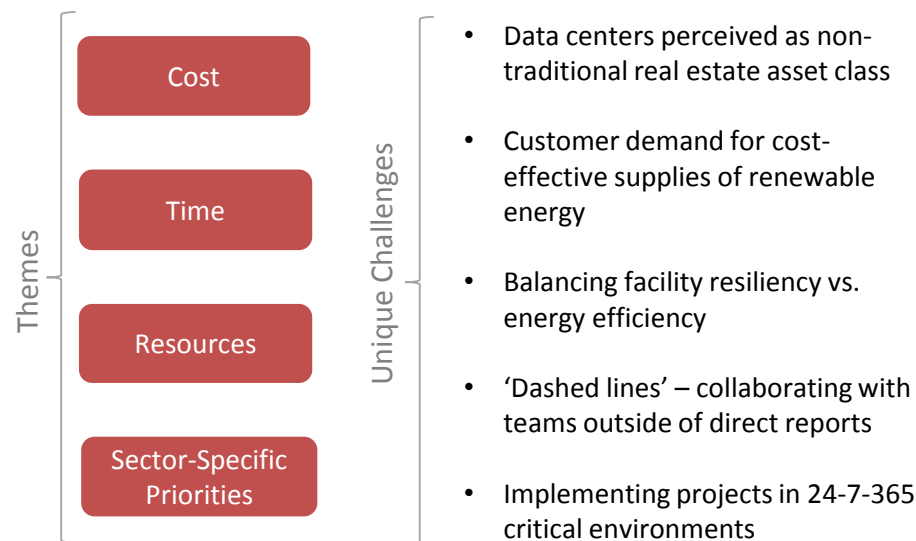 Themes
Cost
Time
Resources
Sector-Specific
Priorities
Unique Challenges
• Data centers perceived as non-
traditional real estate asset class
• Customer demand for cost-
effective supplies of renewable
energy
• Balancing facility resiliency vs.
energy efficiency
• ‘Dashed lines’ – collaborating with
teams outside of direct reports
• Implementing projects in 24-7-365
critical environments